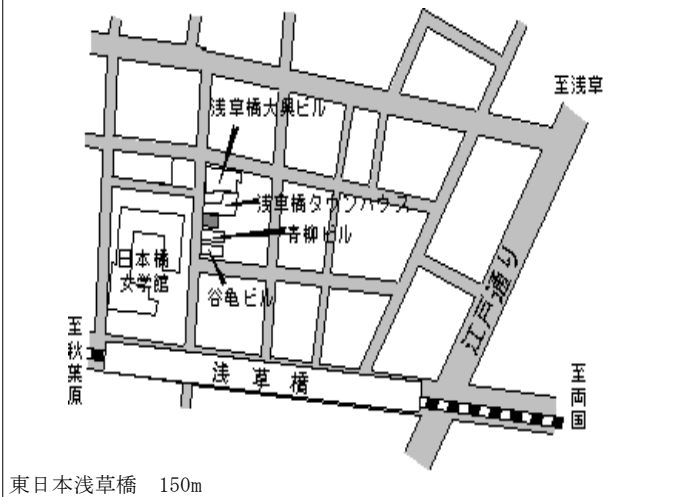 至浅草
浅草橋大興ビル
浅草橋タウンハウス
青柳ビル
日本橋
女学館
谷亀ビル
江戸通り
至秋葉原
浅草橋
至両国
東日本浅草橋　150m